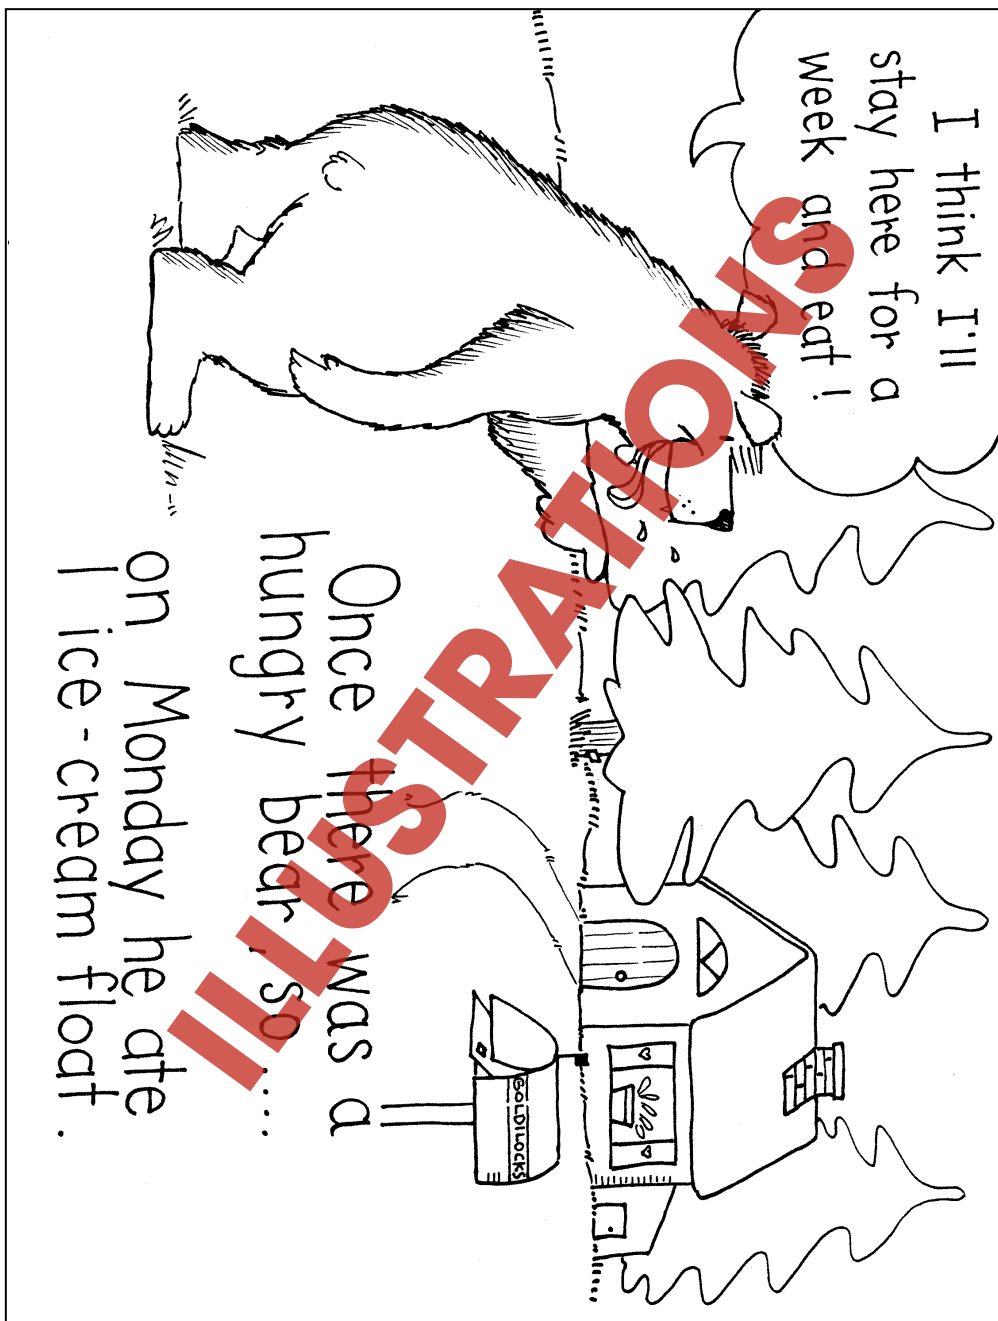 I think I'll
stay here for a
week and eat!
GOLDILOCKS
Once there was a
hungry bear, so.....
on Monday he ate
1 ice-cream float.
ILLUSTRATIONS